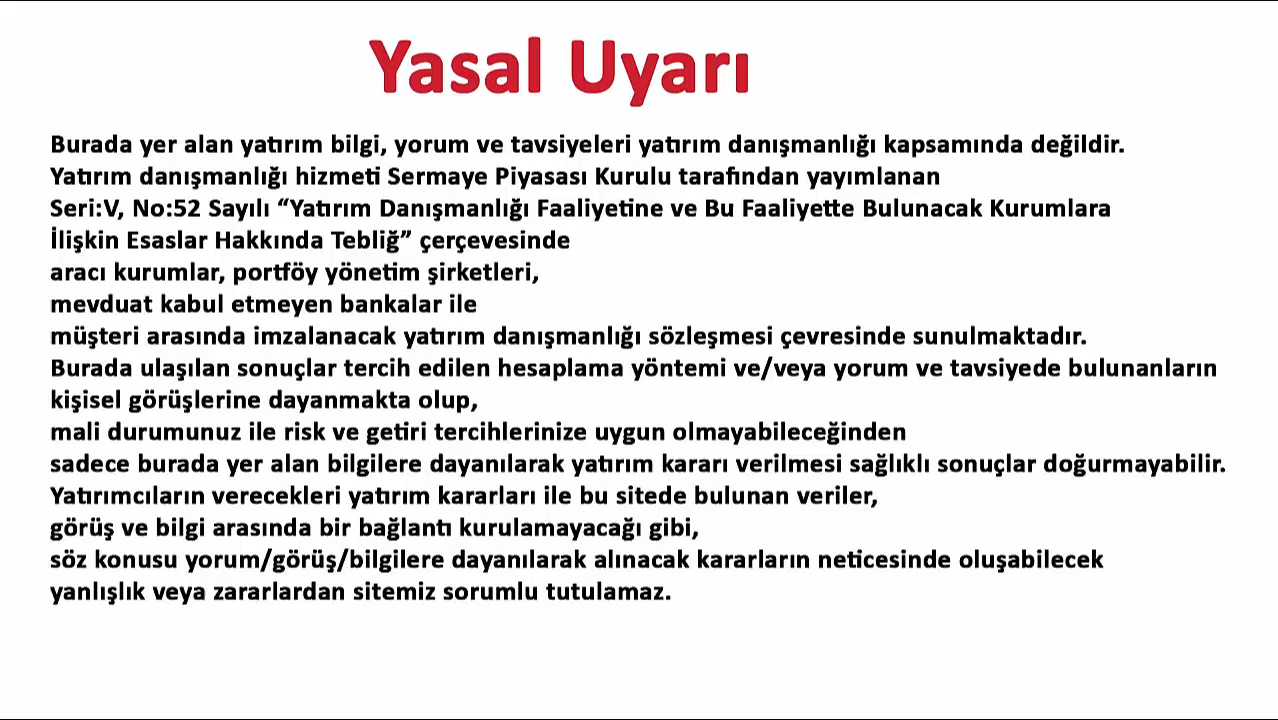 Yasal Uyarı
Burada yer alan yatırım bilgi, yorum ve tavsiyeleri yatırım danışmanlığı kapsamında değildir.
Yatırım danışmanlığı hizmeti Sermaye Piyasası Kurulu tarafından yayımlanan
Seri:V, No:52 Sayılı “Yatırım Danışmanlığı Faaliyetine ve Bu Faaliyette Bulunacak Kurumlara
İlişkin Esaslar Hakkında Tebliğ” çerçevesinde
aracı kurumlar, portföy yönetim şirketleri,
mevduat kabul etmeyen bankalar ile
müşteri arasında imzalanacak yatırım danışmanlığı sözleşmesi çevresinde sunulmaktadır.
Burada ulaşılan sonuçlar tercih edilen hesaplama yöntemi ve/veya yorum ve tavsiyede bulunanların
kişisel görüşlerine dayanmakta olup,
mali durumunuz ile risk ve getiri tercihlerinize uygun olmayabileceğinden
sadece burada yer alan bilgilere dayanılarak yatırım kararı verilmesi sağlıklı sonuçlar doğurmayabilir.
Yatırımcıların verecekleri yatırım kararları ile bu sitede bulunan veriler,
görüş ve bilgi arasında bir bağlantı kurulamayacağı gibi,
söz konusu yorum/görüş/bilgilere dayanılarak alınacak kararların neticesinde oluşabilecek
yanlışlık veya zararlardan sitemiz sorumlu tutulamaz.